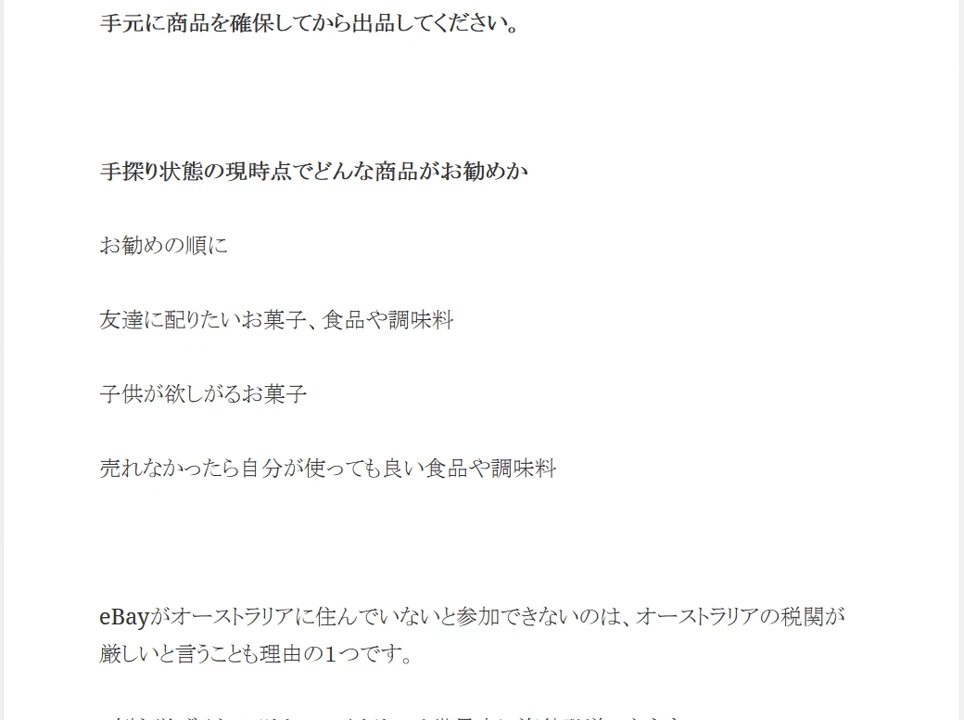 手元に商品を確保してから出品してください。
手探り状態の現時点でどんな商品がお勧めか
お勧めの順に
友達に配りたいお菓子、食品や調味料
子供が欲しがるお菓子
売れなかったら自分が使っても良い食品や調味料
eBayがオーストラリアに住んでいないと参加できないのは、オーストラリアの税関が
厳しいと言うことも理由の1つです。